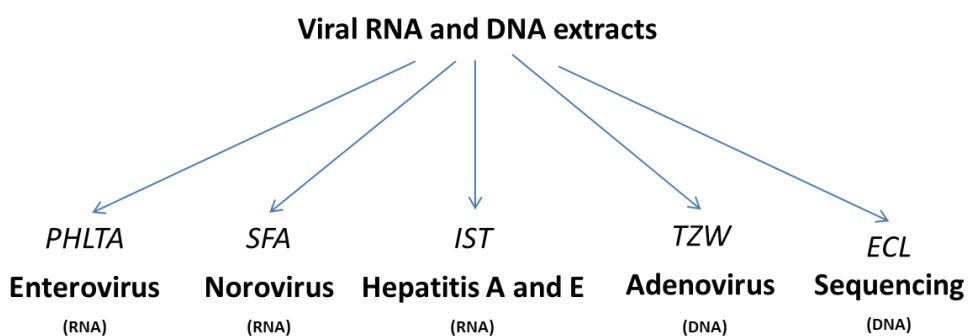 Viral RNA and DNA extracts
PHLTA
Enterovirus
(RNA)
SFA
Norovirus
(RNA)
IST
Hepatitis A and E
(RNA)
TZW
Adenovirus
(DNA)
ECL
Sequencing
(DNA)